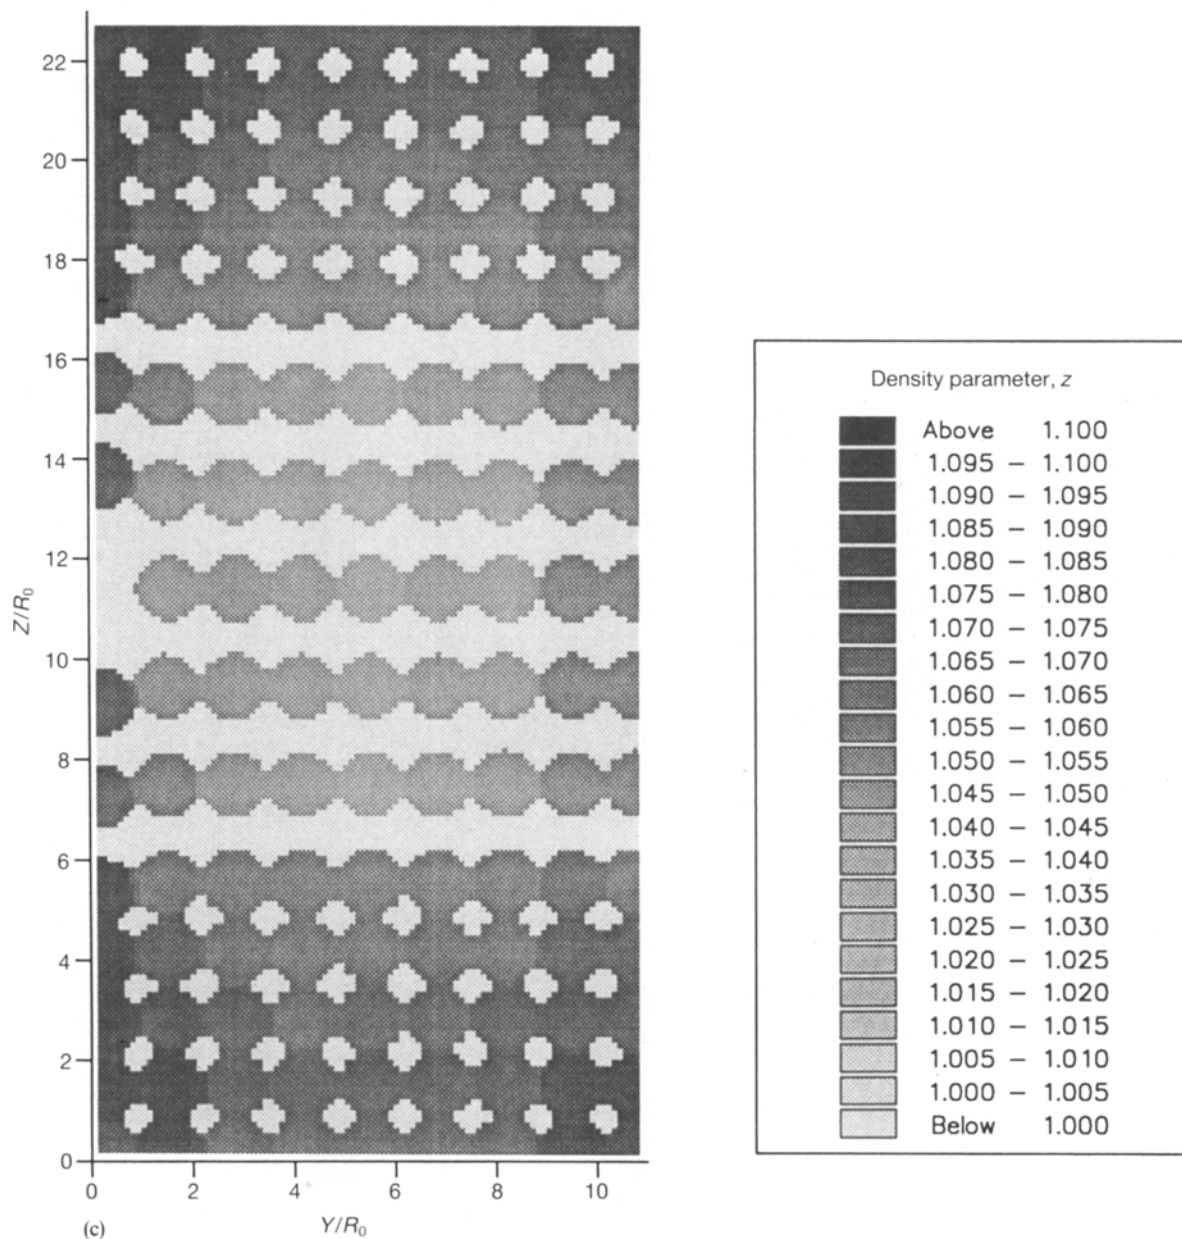 22
20
18
16
14
12
10
8
6
4
2
0
Z/R₀
0 2 4 6 8 10
(c) Y/R₀
Density parameter, z
Above 1.100
1.095 – 1.100
1.090 – 1.095
1.085 – 1.090
1.080 – 1.085
1.075 – 1.080
1.070 – 1.075
1.065 – 1.070
1.060 – 1.065
1.055 – 1.060
1.050 – 1.055
1.045 – 1.050
1.040 – 1.045
1.035 – 1.040
1.030 – 1.035
1.025 – 1.030
1.020 – 1.025
1.015 – 1.020
1.010 – 1.015
1.005 – 1.010
1.000 – 1.005
Below 1.000